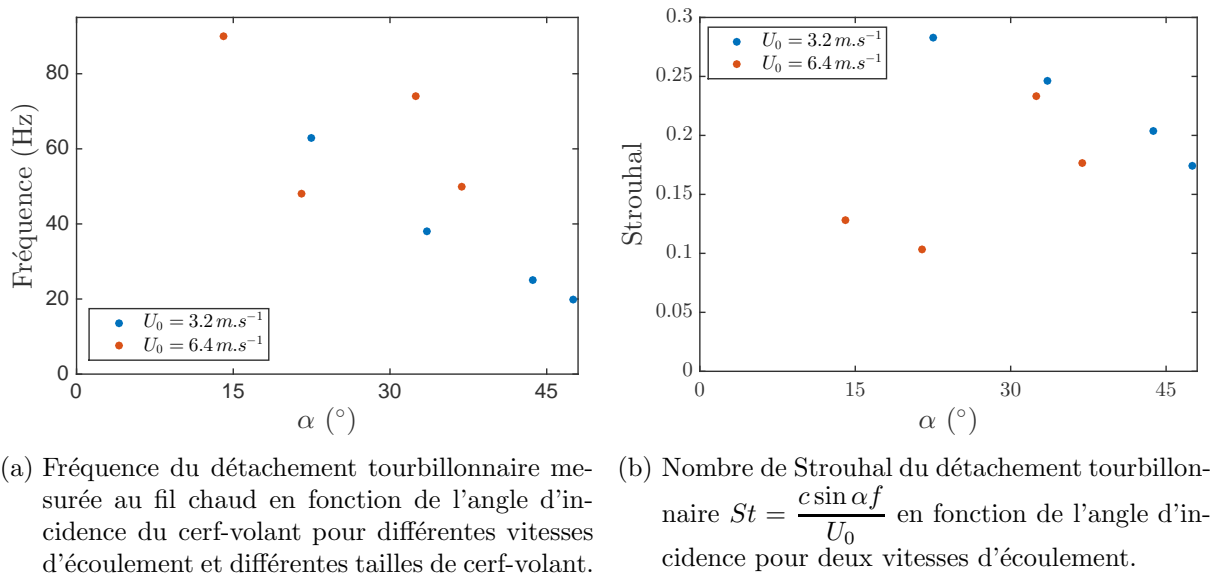 80
60
40
20
0
0 15 30 45
Fréquence (Hz)
α (°)
U₀ = 3.2 m.s⁻¹
U₀ = 6.4 m.s⁻¹
(a) Fréquence du détachement tourbillonnaire me-
surée au fil chaud en fonction de l'angle d'in-
cidence du cerf-volant pour différentes vitesses
d'écoulement et différentes tailles de cerf-volant.
0.3
0.25
0.2
0.15
0.1
0.05
0
0 15 30 45
Strouhal
α (°)
U₀ = 3.2 m.s⁻¹
U₀ = 6.4 m.s⁻¹
(b) Nombre de Strouhal du détachement tourbillon-
naire St = c sin αf / U₀ en fonction de l'angle d'in-
cidence pour deux vitesses d'écoulement.